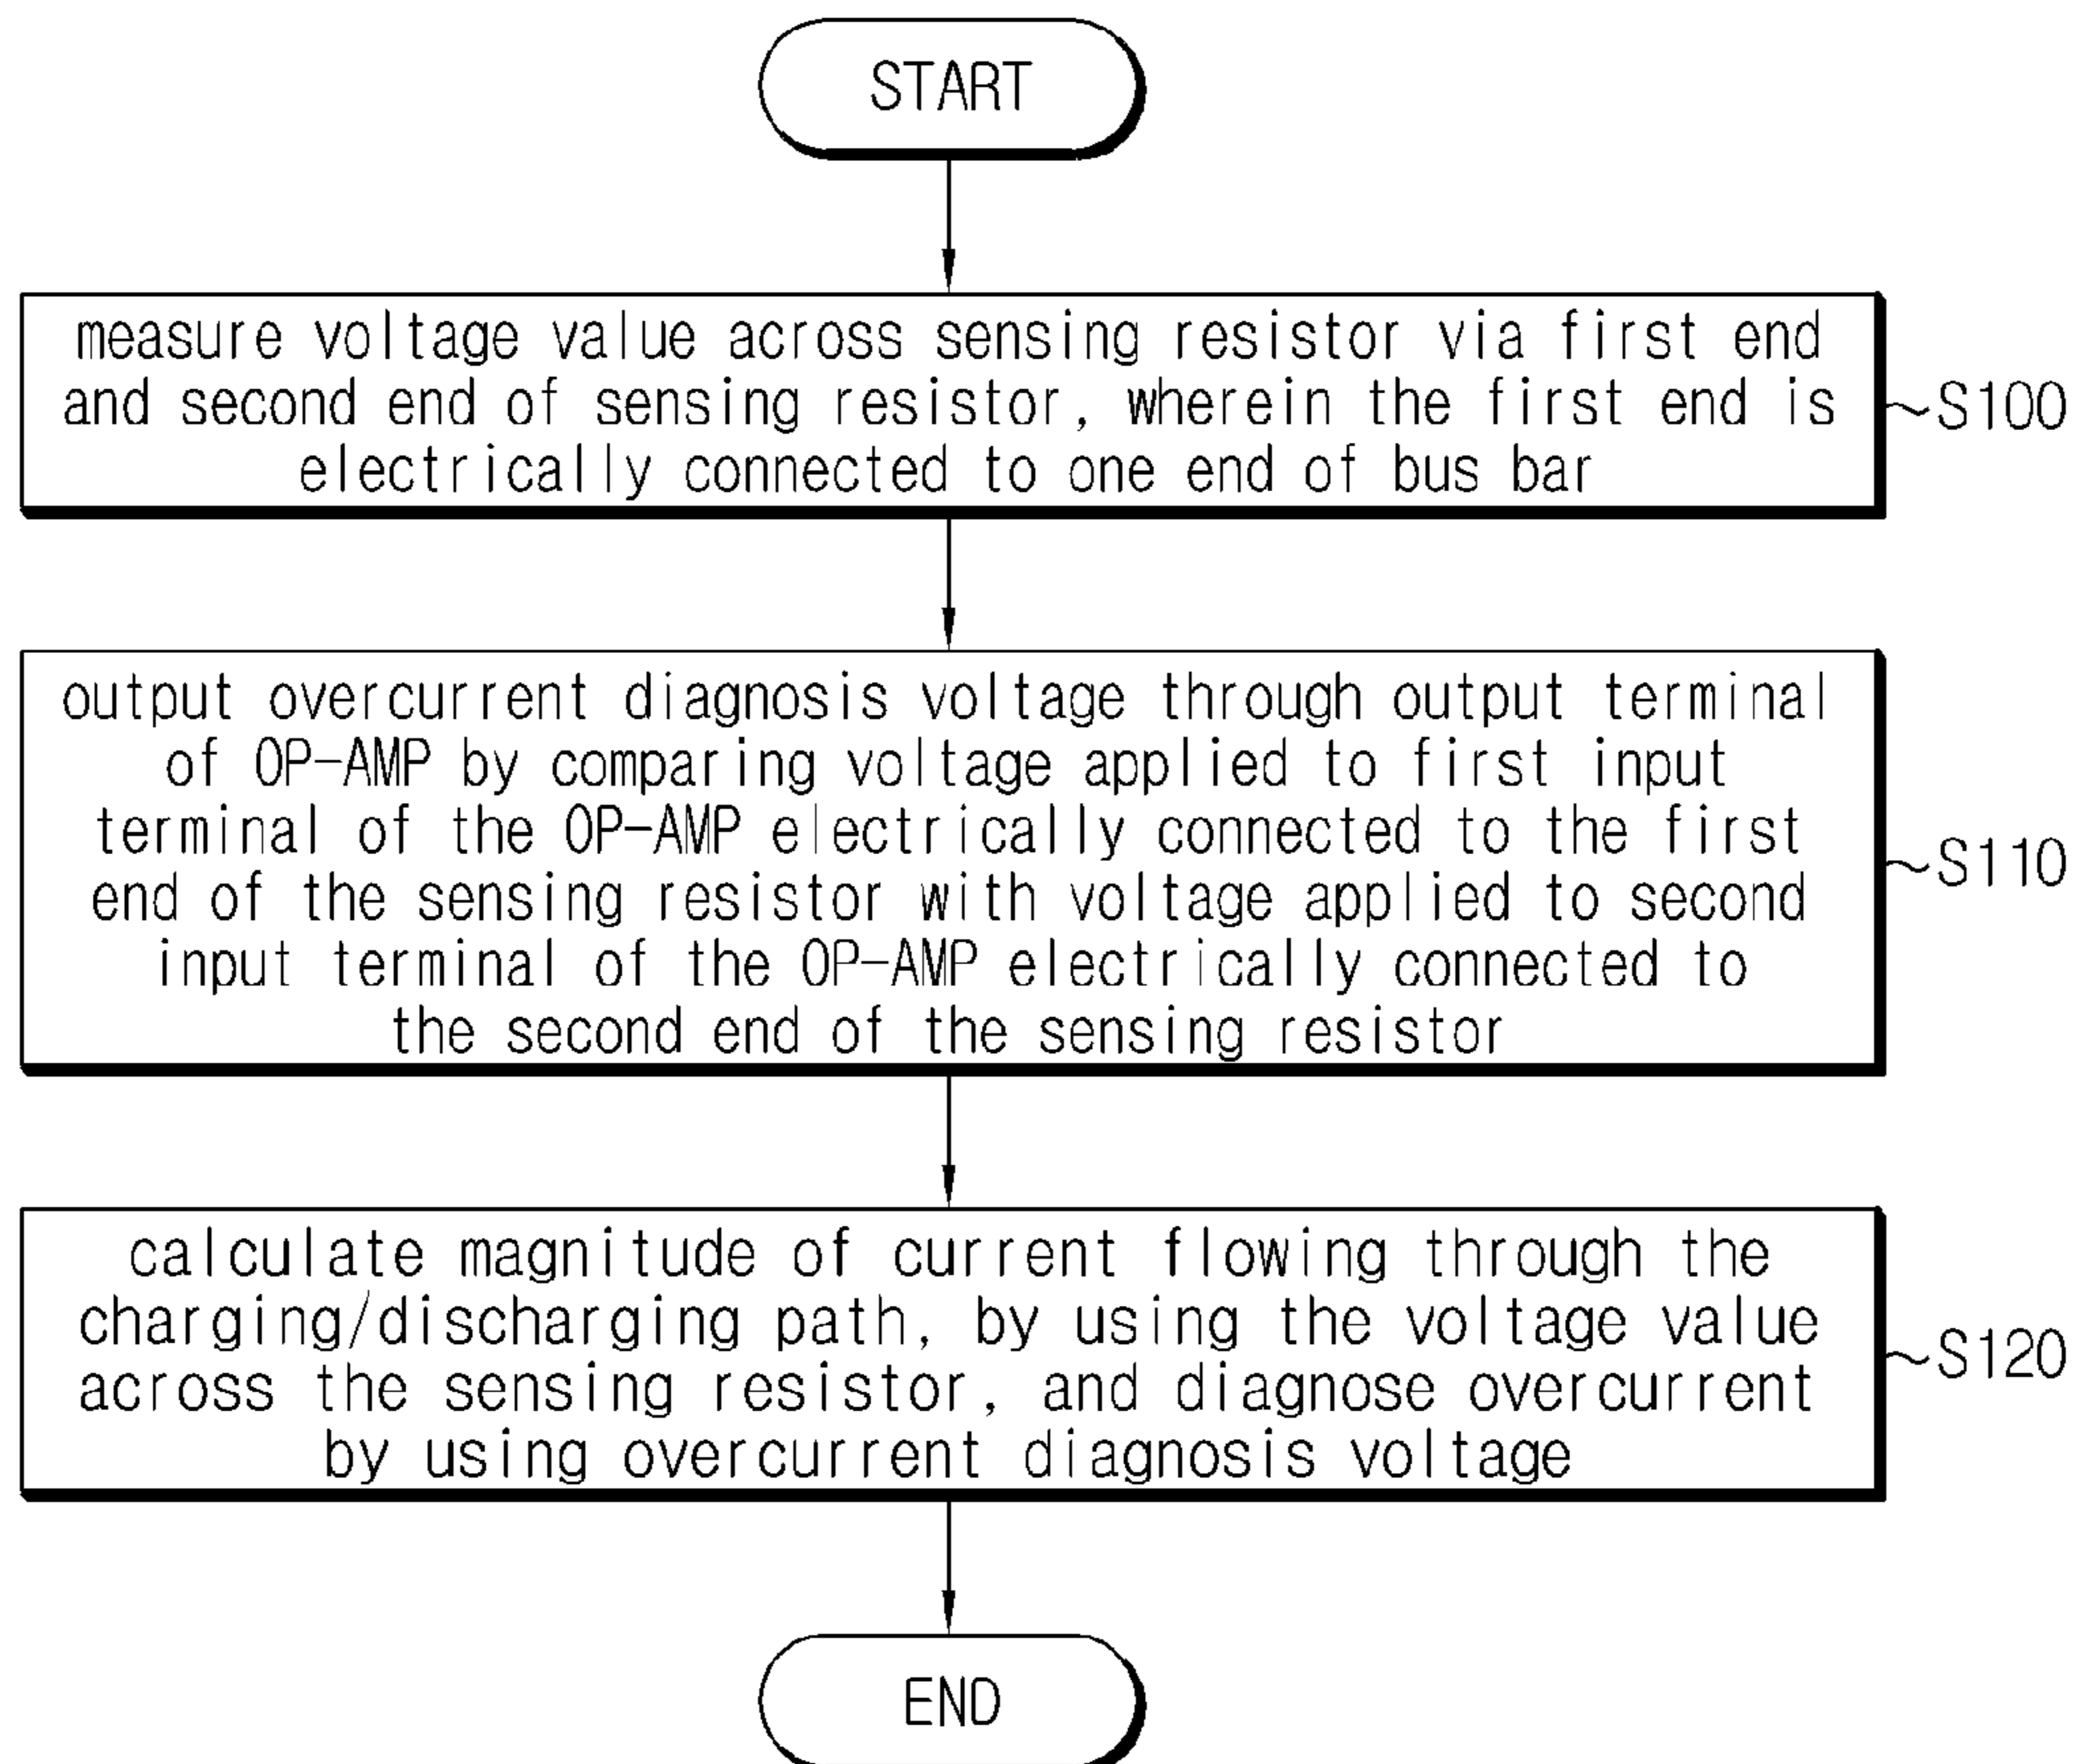 START
measure voltage value across sensing resistor via first end
and second end of sensing resistor, wherein the first end is
electrically connected to one end of bus bar
~S100
output overcurrent diagnosis voltage through output terminal
of OP-AMP by comparing voltage applied to first input
terminal of the OP-AMP electrically connected to the first
end of the sensing resistor with voltage applied to second
input terminal of the OP-AMP electrically connected to
the second end of the sensing resistor
~S110
calculate magnitude of current flowing through the
charging/discharging path, by using the voltage value
across the sensing resistor, and diagnose overcurrent
by using overcurrent diagnosis voltage
~S120
END